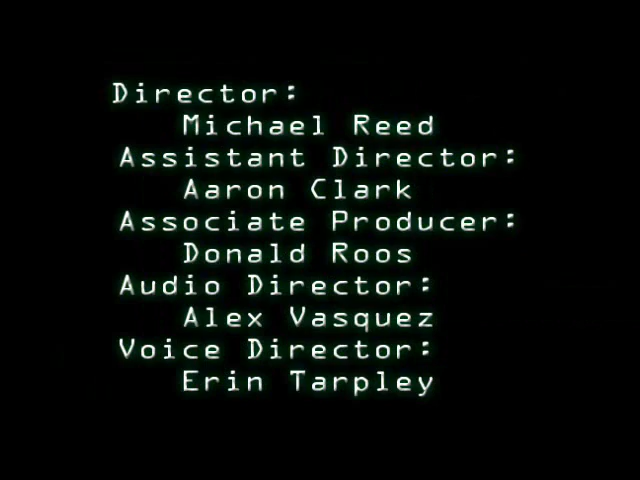 Director:
Michael Reed
Assistant Director:
Aaron Clark
Associate Producer:
Donald Roos
Audio Director:
Alex Vasquez
Voice Director:
Erin Tarpley